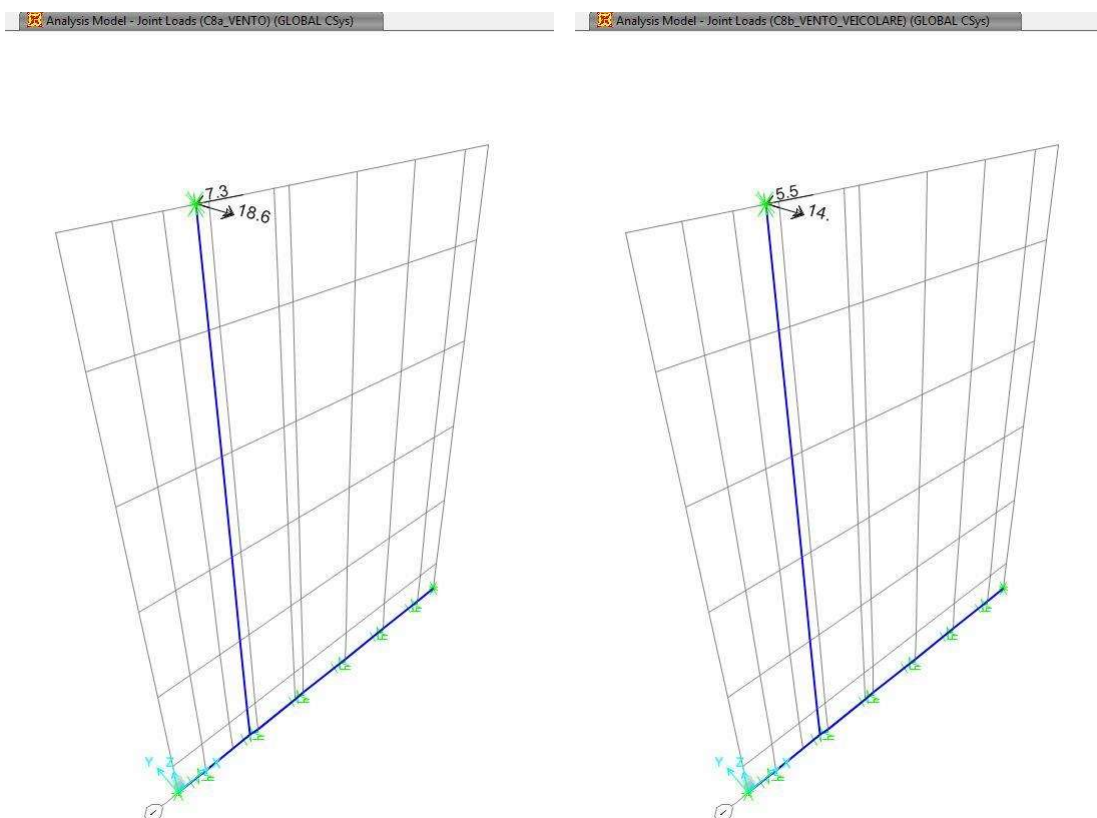 Analysis Model - Joint Loads (C8a_VENTO) (GLOBAL CSys)
7.3
18.6
Y Z X
Analysis Model - Joint Loads (C8b_VENTO_VEICOLARE) (GLOBAL CSys)
5.5
14.
Y Z X